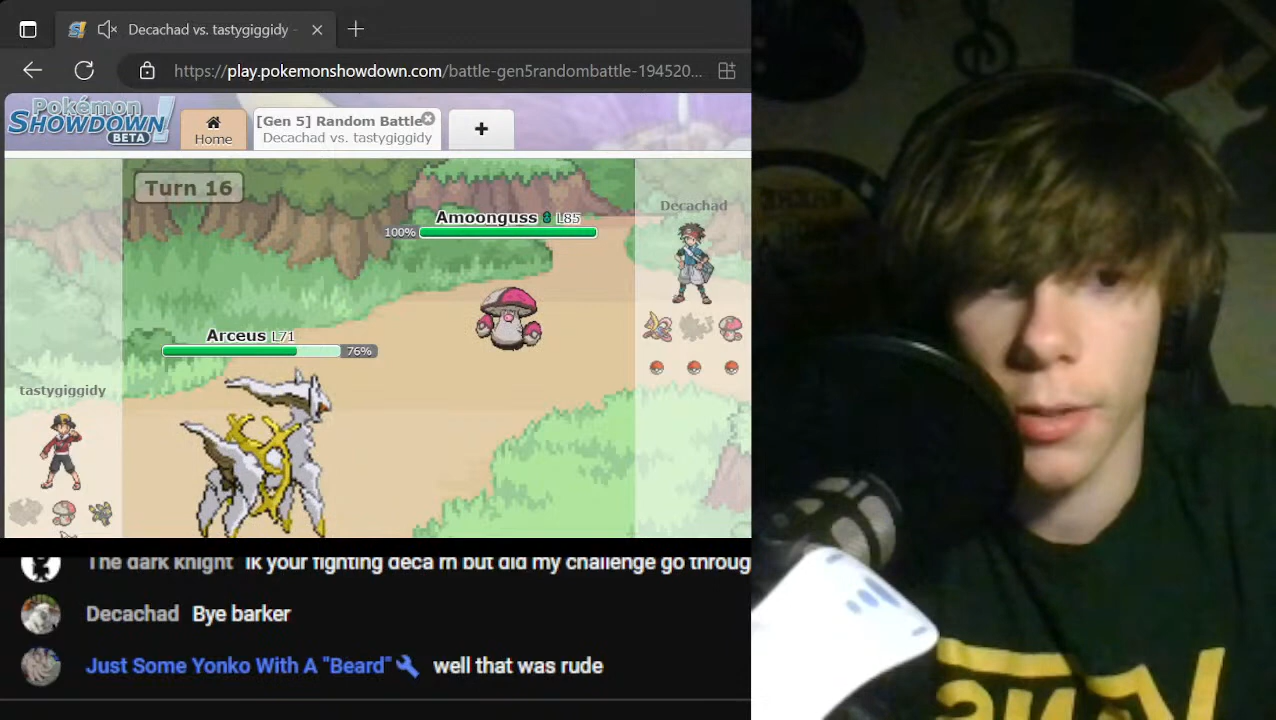 Decachad vs. tastygiggidy -
https://play.pokemonshowdown.com/battle-gen5randombattle-194520...
Pokémon
SHOWDOWN!
BETA
Home
[Gen 5] Random Battle
Decachad vs. tastygiggidy
+
Turn 16
Amoonguss L85
100%
Decachad
Arceus L71
76%
tastygiggidy
The dark knight ik your fighting deca rn but did my challenge go throug
Decachad Bye barker
Just Some Yonko With A "Beard" well that was rude